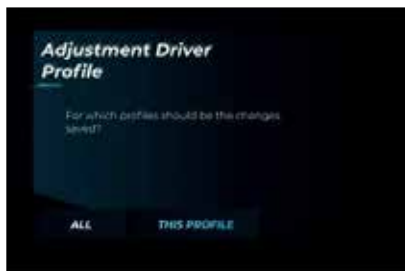 Adjustment Driver
Profile
For which profiles should be the changes
saved?
ALL
THIS PROFILE